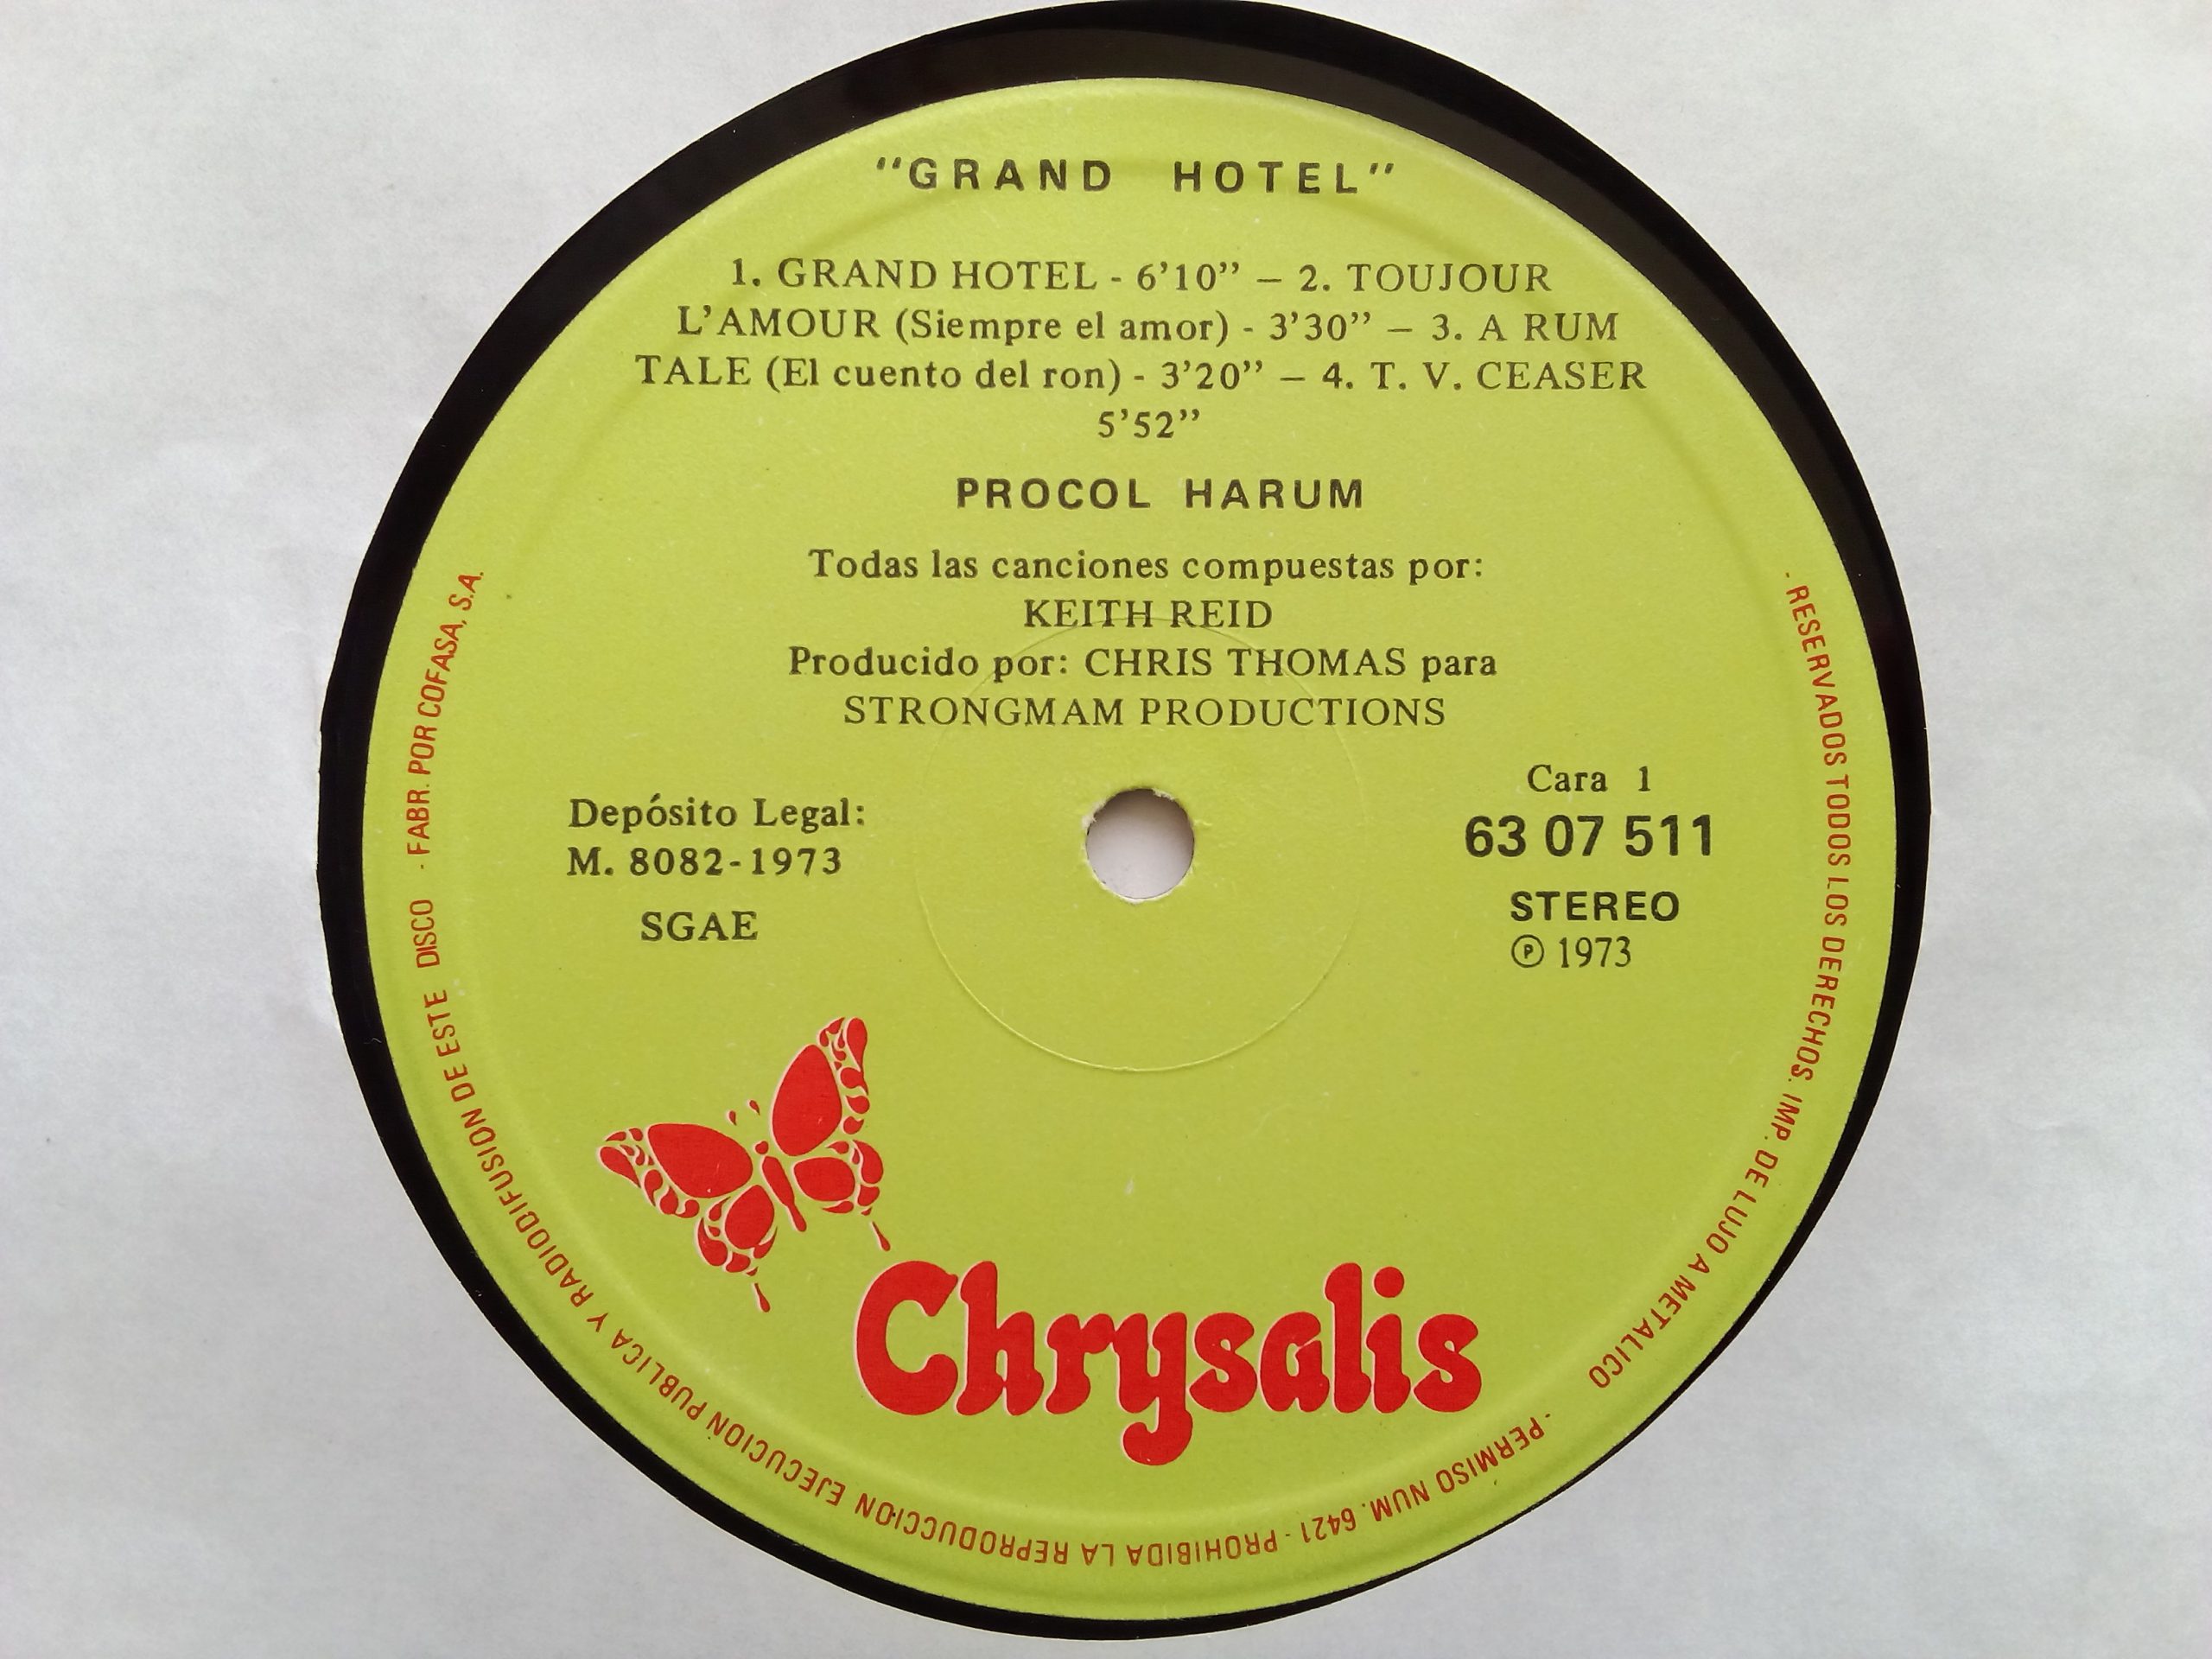 "GRAND HOTEL"
1. GRAND HOTEL - 6'10" – 2. TOUJOUR
L'AMOUR (Siempre el amor) - 3'30" – 3. A RUM
TALE (El cuento del ron) - 3'20" – 4. T. V. CEASER
5'52"
PROCOL HARUM
Todas las canciones compuestas por:
KEITH REID
Producido por: CHRIS THOMAS para
STRONGMAM PRODUCTIONS
Depósito Legal:
M. 8082-1973
SGAE
Cara 1
63 07 511
STEREO
℗ 1973
Chrysalis
- RESERVADOS TODOS LOS DERECHOS. IMP. DE LUJO A METALICO
- PERMISO NUM. 6421 - PROHIBIDA LA REPRODUCCION EJECUCION PUBLICA Y RADIODIFUSION DE ESTE DISCO - FABR. POR COFASA, S.A.